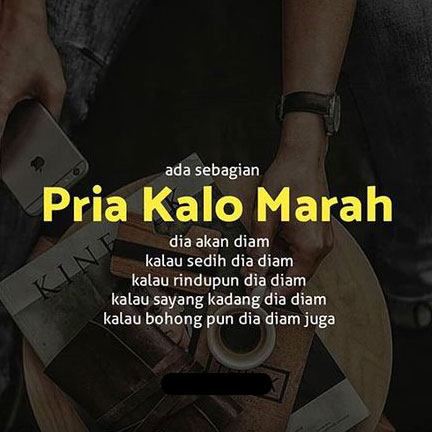 ada sebagian
Pria Kalo Marah
dia akan diam
kalau sedih dia diam
kalau rindupun dia diam
kalau sayang kadang dia diam
kalau bohong pun dia diam juga
KINF